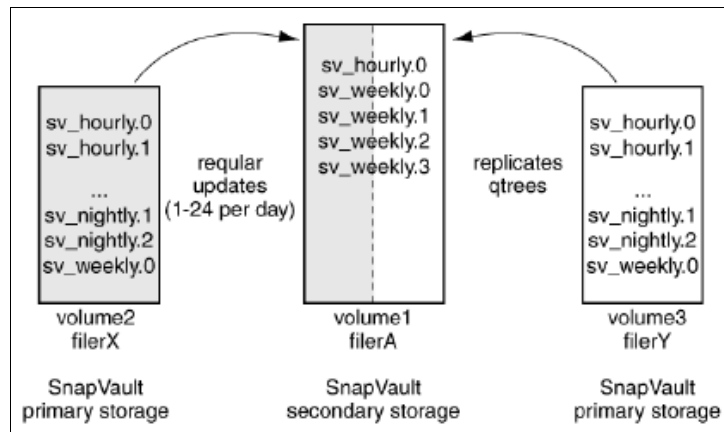 sv_hourly.0
sv_hourly.1
...
sv_nightly.1
sv_nightly.2
sv_weekly.0
volume2
filerX
SnapVault
primary storage
reqular
updates
(1-24 per day)
sv_hourly.0
sv_weekly.0
sv_weekly.1
sv_weekly.2
sv_weekly.3
volume1
filerA
SnapVault
secondary storage
replicates
qtrees
sv_hourly.0
sv_hourly.1
...
sv_nightly.1
sv_nightly.2
sv_weekly.0
volume3
filerY
SnapVault
primary storage